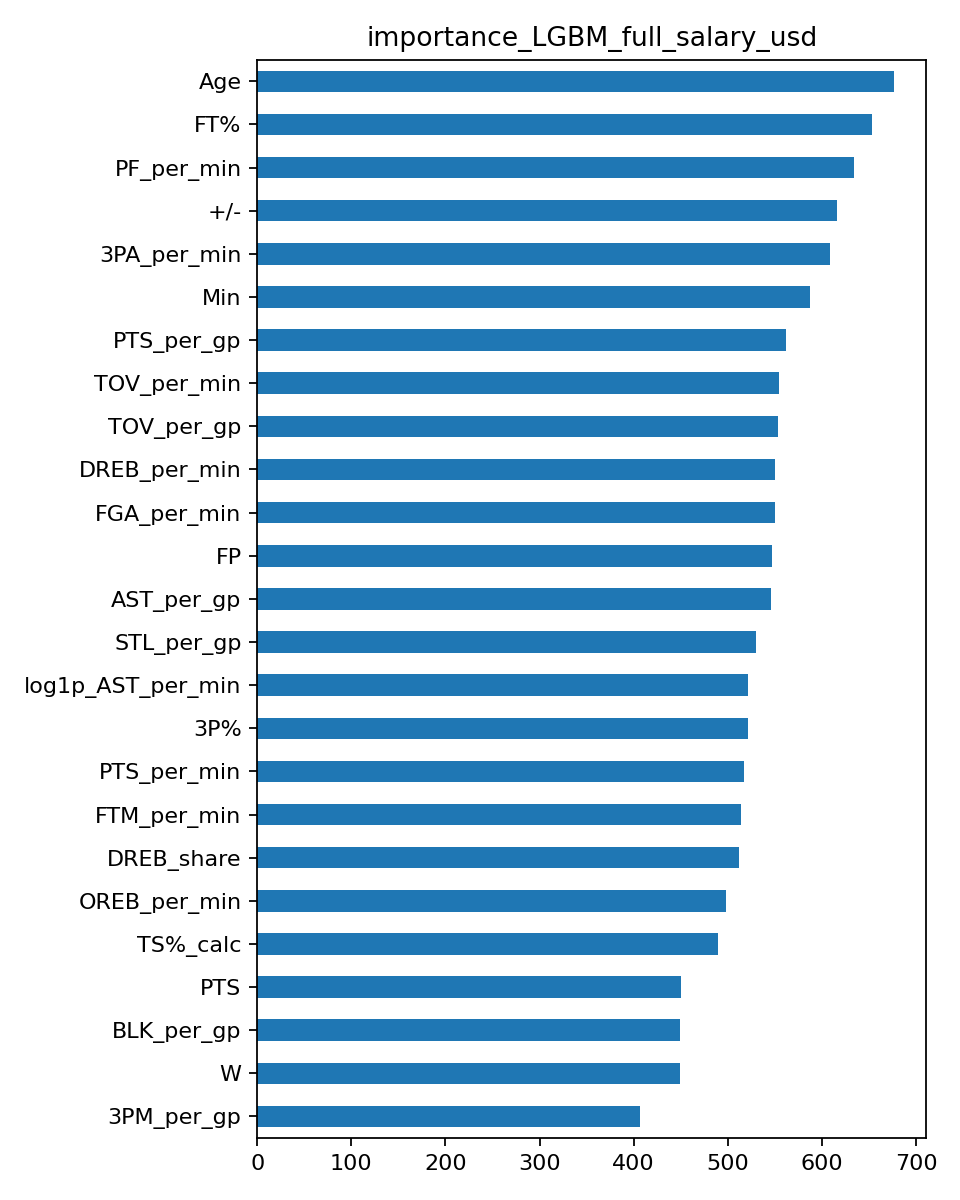 importance_LGBM_full_salary_usd
Age
FT%
PF_per_min
+/-
3PA_per_min
Min
PTS_per_gp
TOV_per_min
TOV_per_gp
DREB_per_min
FGA_per_min
FP
AST_per_gp
STL_per_gp
log1p_AST_per_min
3P%
PTS_per_min
FTM_per_min
DREB_share
OREB_per_min
TS%_calc
PTS
BLK_per_gp
W
3PM_per_gp
0 100 200 300 400 500 600 700